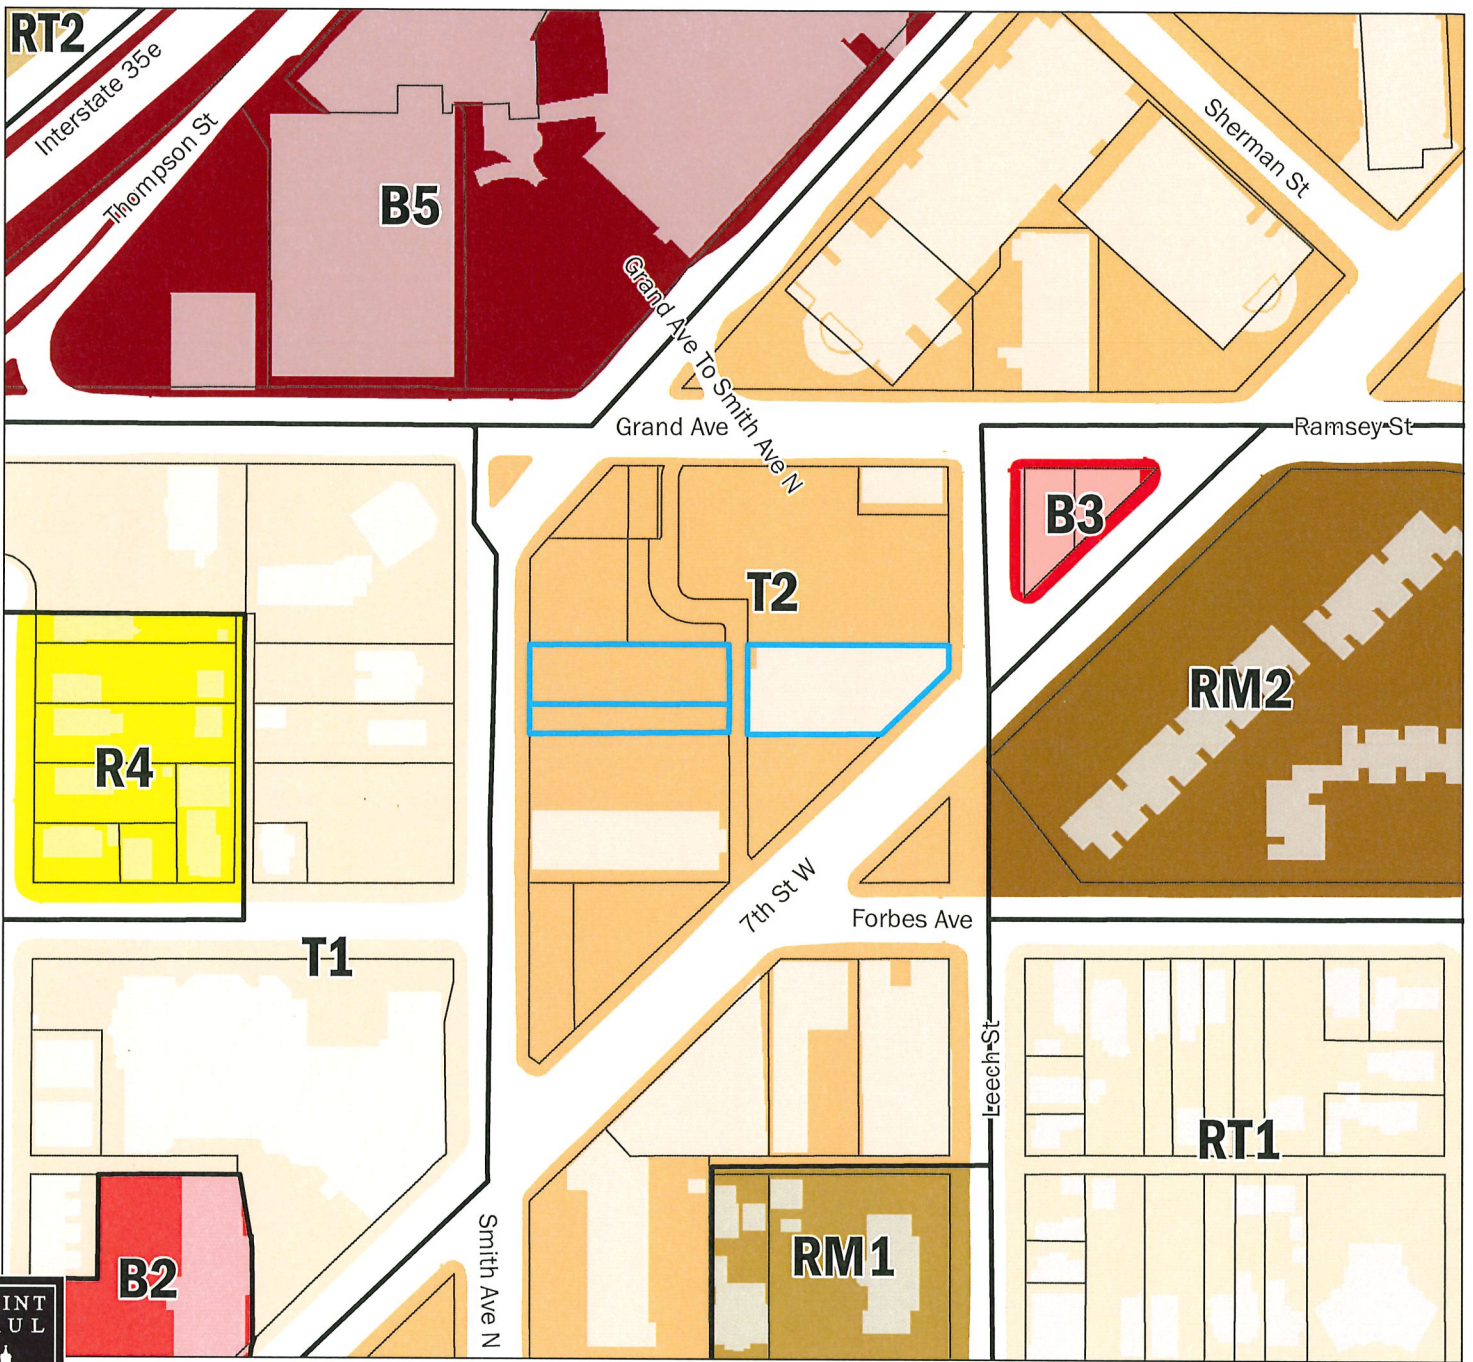 RT2
Interstate 35e
Thompson St
B5
Sherman St
Grand Ave To Smith Ave N
Grand Ave
Ramsey St
B3
T2
RM2
R4
7th St W
Forbes Ave
T1
Leech St
RT1
Smith Ave N
RM1
B2
INT
UL